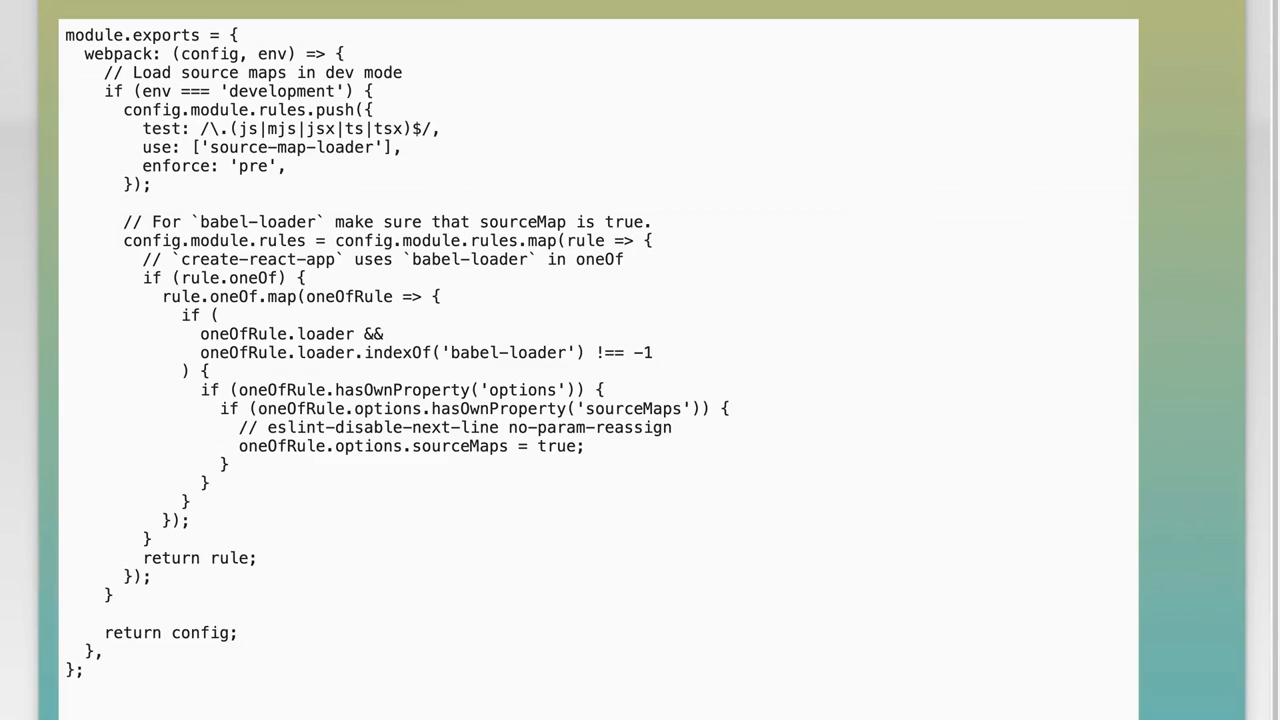 module.exports = {
  webpack: (config, env) => {
    // Load source maps in dev mode
    if (env === 'development') {
      config.module.rules.push({
        test: /\.(js|mjs|jsx|ts|tsx)$/,
        use: ['source-map-loader'],
        enforce: 'pre',
      });

      // For `babel-loader` make sure that sourceMap is true.
      config.module.rules = config.module.rules.map(rule => {
        // `create-react-app` uses `babel-loader` in oneOf
        if (rule.oneOf) {
          rule.oneOf.map(oneOfRule => {
            if (
              oneOfRule.loader &&
              oneOfRule.loader.indexOf('babel-loader') !== -1
            ) {
              if (oneOfRule.hasOwnProperty('options')) {
                if (oneOfRule.options.hasOwnProperty('sourceMaps')) {
                  // eslint-disable-next-line no-param-reassign
                  oneOfRule.options.sourceMaps = true;
                }
              }
            }
          });
        }
        return rule;
      });
    }

    return config;
  },
};